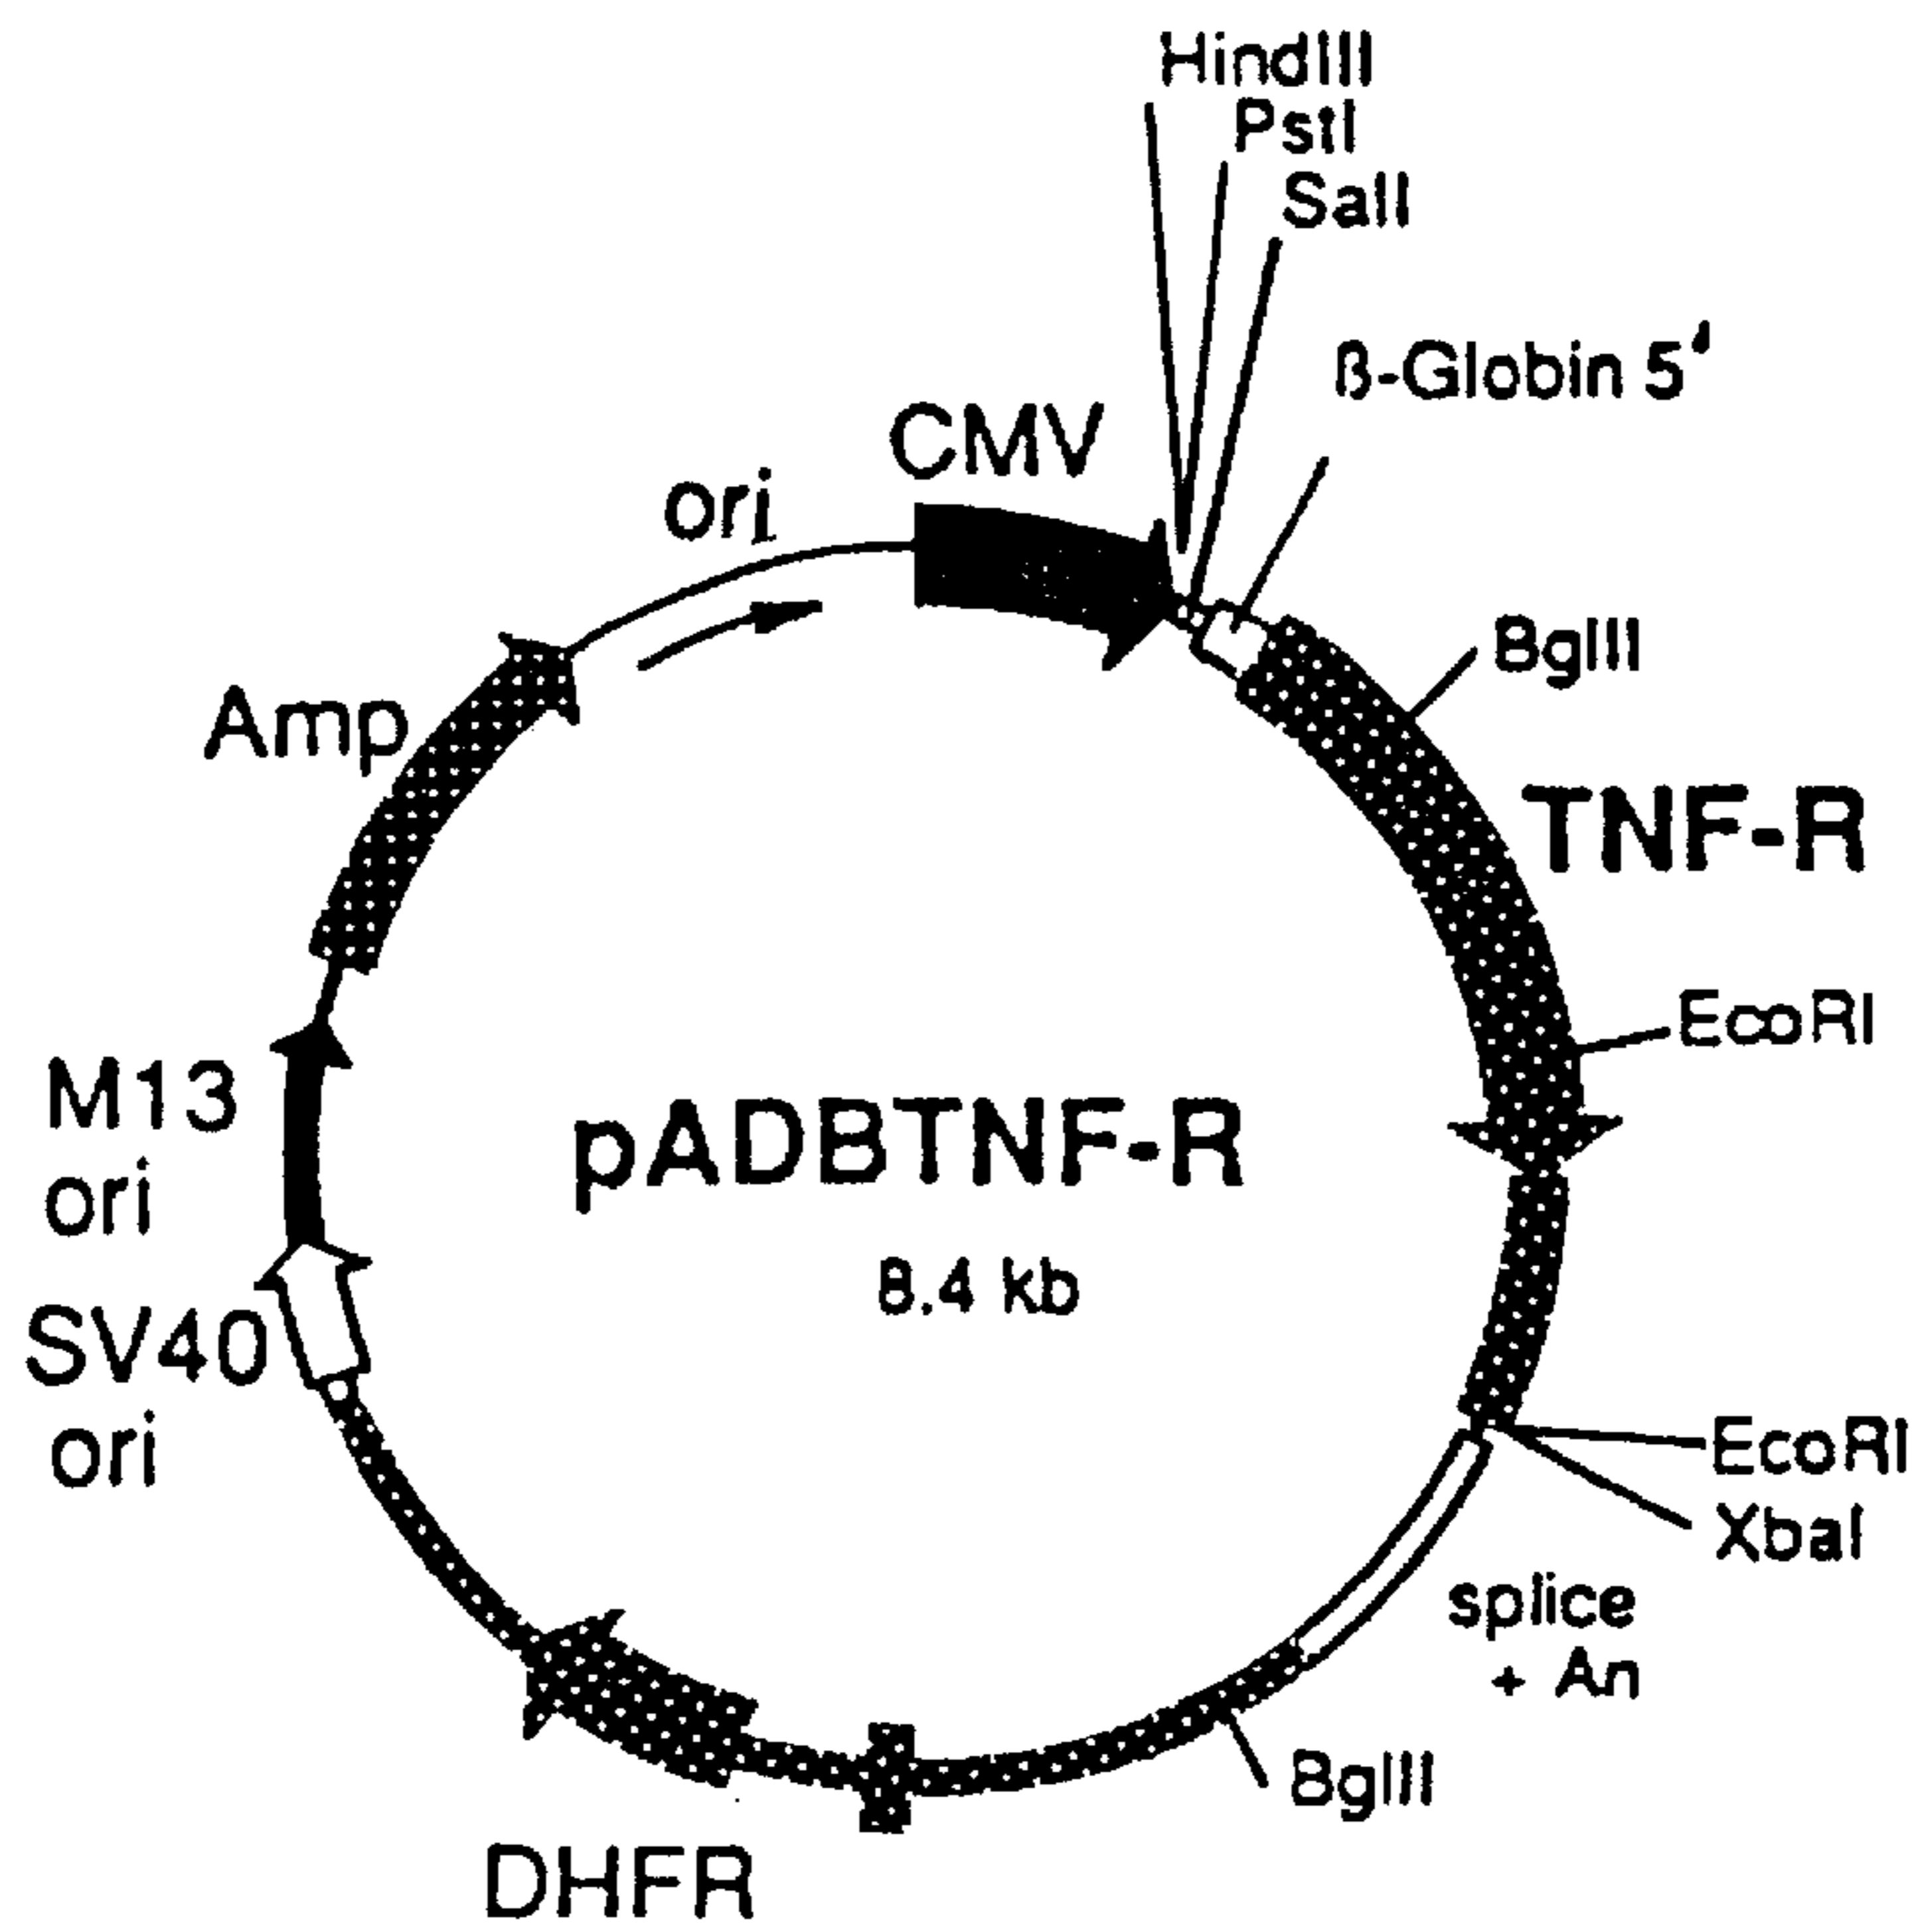 HindIII
PstI
SalI
ß-Globin 5'
CMV
ori
BglII
Amp
TNF-R
EcoRI
M13
ori
pADBTNF-R
8.4 kb
SV40
ori
EcoRI
XbaI
splice
+ An
BglII
DHFR